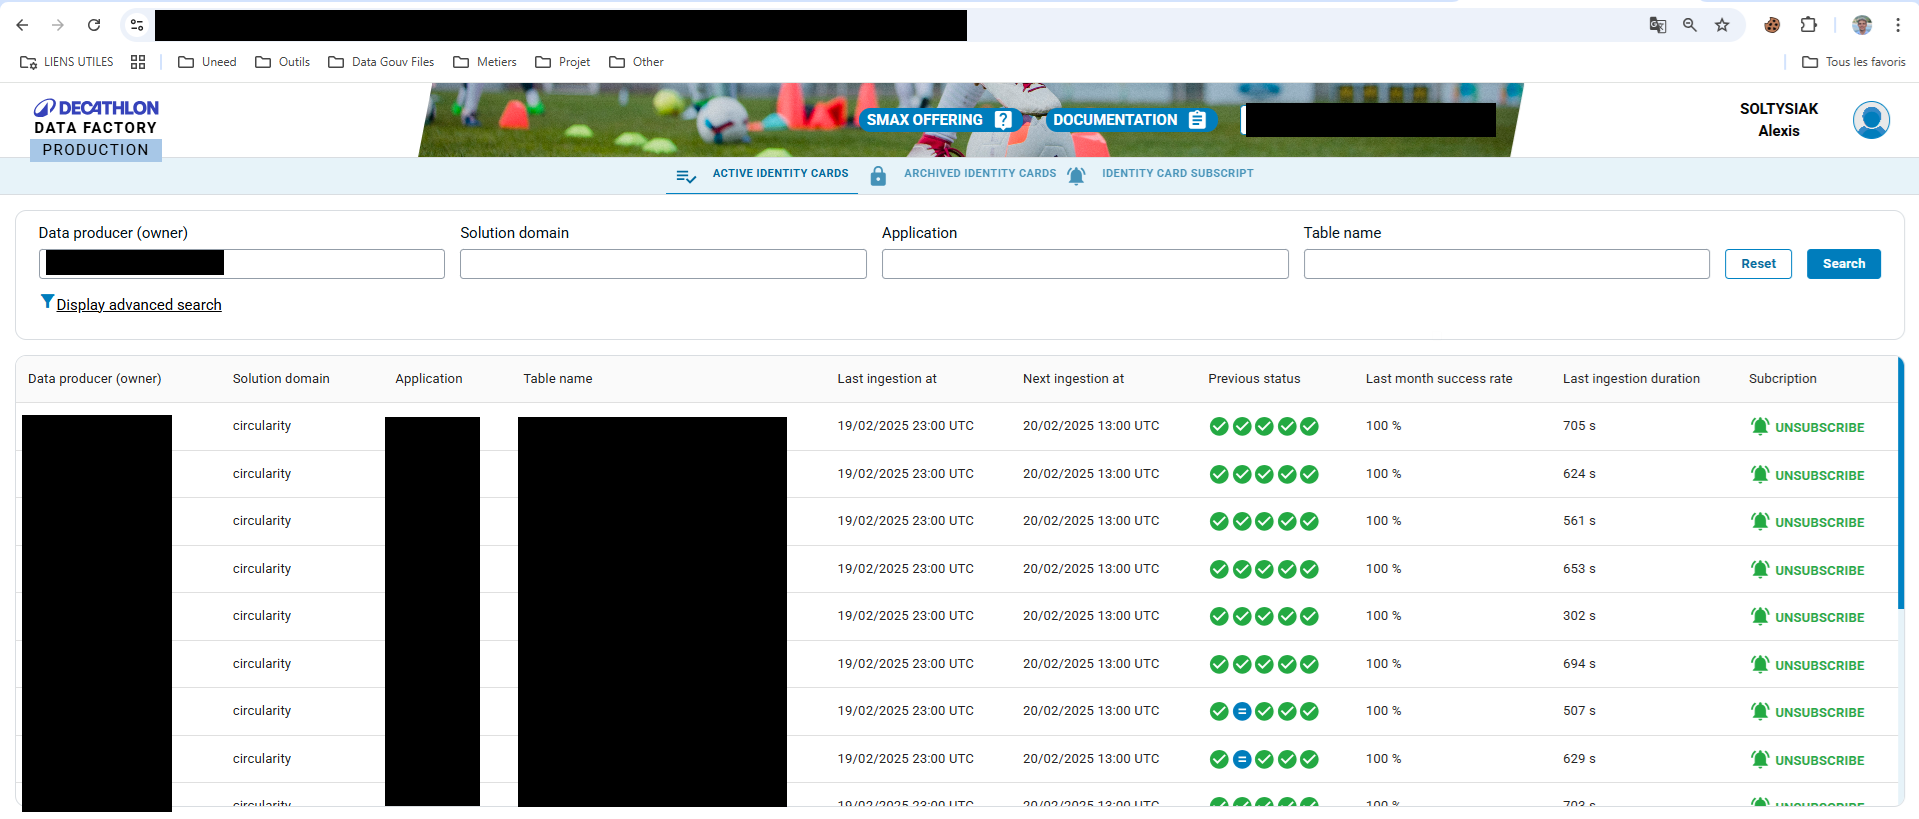 LIENS UTILES Uneed Outils Data Gouv Files Metiers Projet Other Tous les favoris
DECATHLON
DATA FACTORY
PRODUCTION
SMAX OFFERING DOCUMENTATION
SOLTYSIAK
Alexis
ACTIVE IDENTITY CARDS ARCHIVED IDENTITY CARDS IDENTITY CARD SUBSCRIPT
Data producer (owner) Solution domain Application Table name
Reset Search
Display advanced search
Data producer (owner) Solution domain Application Table name Last ingestion at Next ingestion at Previous status Last month success rate Last ingestion duration Subcription
circularity 19/02/2025 23:00 UTC 20/02/2025 13:00 UTC 100 % 705 s UNSUBSCRIBE
circularity 19/02/2025 23:00 UTC 20/02/2025 13:00 UTC 100 % 624 s UNSUBSCRIBE
circularity 19/02/2025 23:00 UTC 20/02/2025 13:00 UTC 100 % 561 s UNSUBSCRIBE
circularity 19/02/2025 23:00 UTC 20/02/2025 13:00 UTC 100 % 653 s UNSUBSCRIBE
circularity 19/02/2025 23:00 UTC 20/02/2025 13:00 UTC 100 % 302 s UNSUBSCRIBE
circularity 19/02/2025 23:00 UTC 20/02/2025 13:00 UTC 100 % 694 s UNSUBSCRIBE
circularity 19/02/2025 23:00 UTC 20/02/2025 13:00 UTC 100 % 507 s UNSUBSCRIBE
circularity 19/02/2025 23:00 UTC 20/02/2025 13:00 UTC 100 % 629 s UNSUBSCRIBE
circularity 19/02/2025 23:00 UTC 20/02/2025 13:00 UTC 100 % 703 s UNSUBSCRIBE